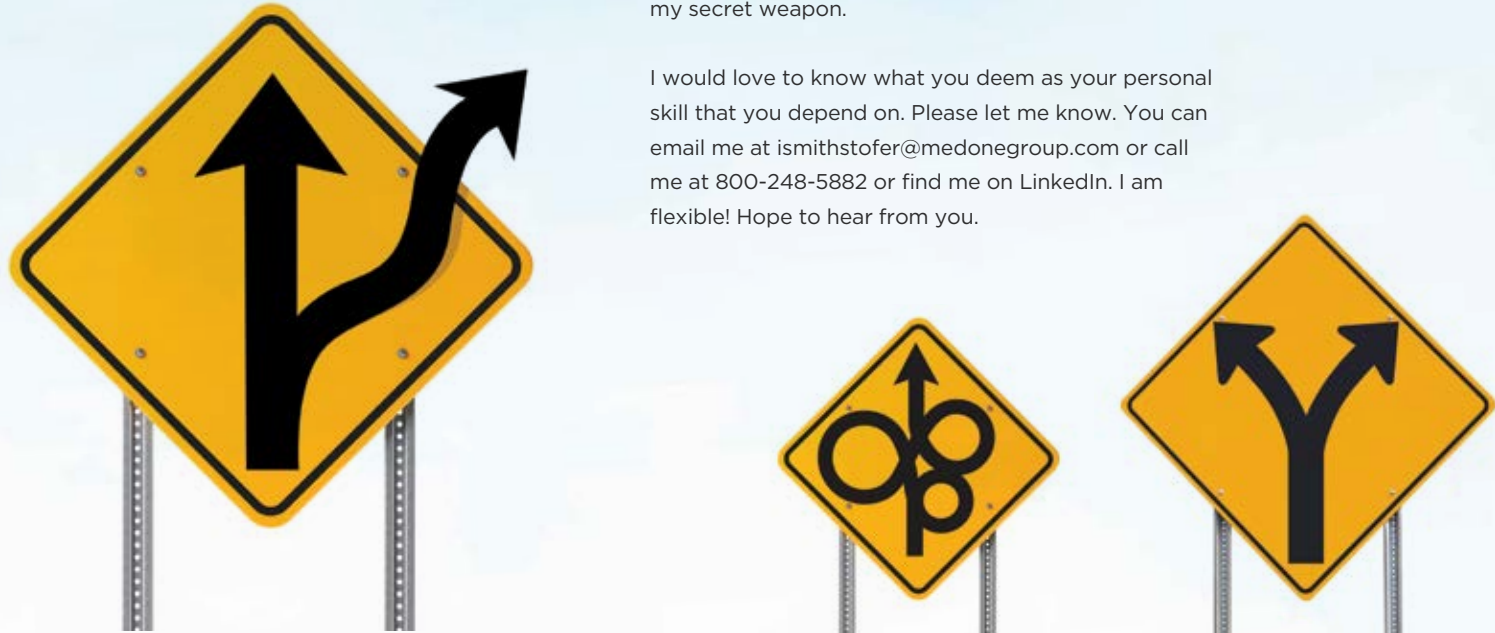 my secret weapon.
I would love to know what you deem as your personal
skill that you depend on. Please let me know. You can
email me at ismithstofer@medonegroup.com or call
me at 800-248-5882 or find me on LinkedIn. I am
flexible! Hope to hear from you.